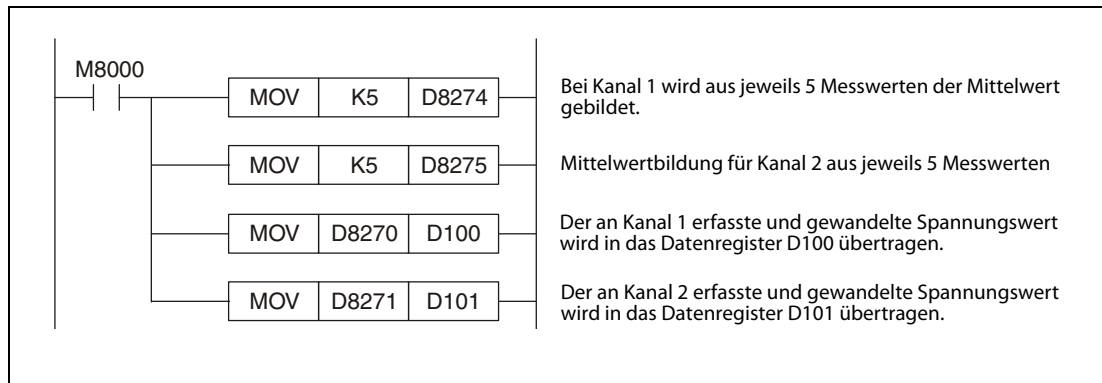 M8000
MOV K5 D8274
Bei Kanal 1 wird aus jeweils 5 Messwerten der Mittelwert
gebildet.
MOV K5 D8275
Mittelwertbildung für Kanal 2 aus jeweils 5 Messwerten
MOV D8270 D100
Der an Kanal 1 erfasste und gewandelte Spannungswert
wird in das Datenregister D100 übertragen.
MOV D8271 D101
Der an Kanal 2 erfasste und gewandelte Spannungswert
wird in das Datenregister D101 übertragen.